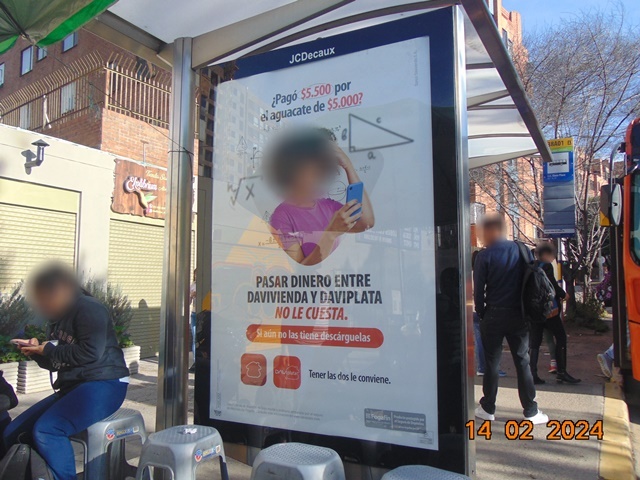 JCDecaux
¿Pagó $5.500 por
el aguacate de $5.000?
PASAR DINERO ENTRE
DAVIVIENDA Y DAVIPLATA
NO LE CUESTA.
Si aún no las tiene descárguelas
Tener las dos le conviene.
14 02 2024